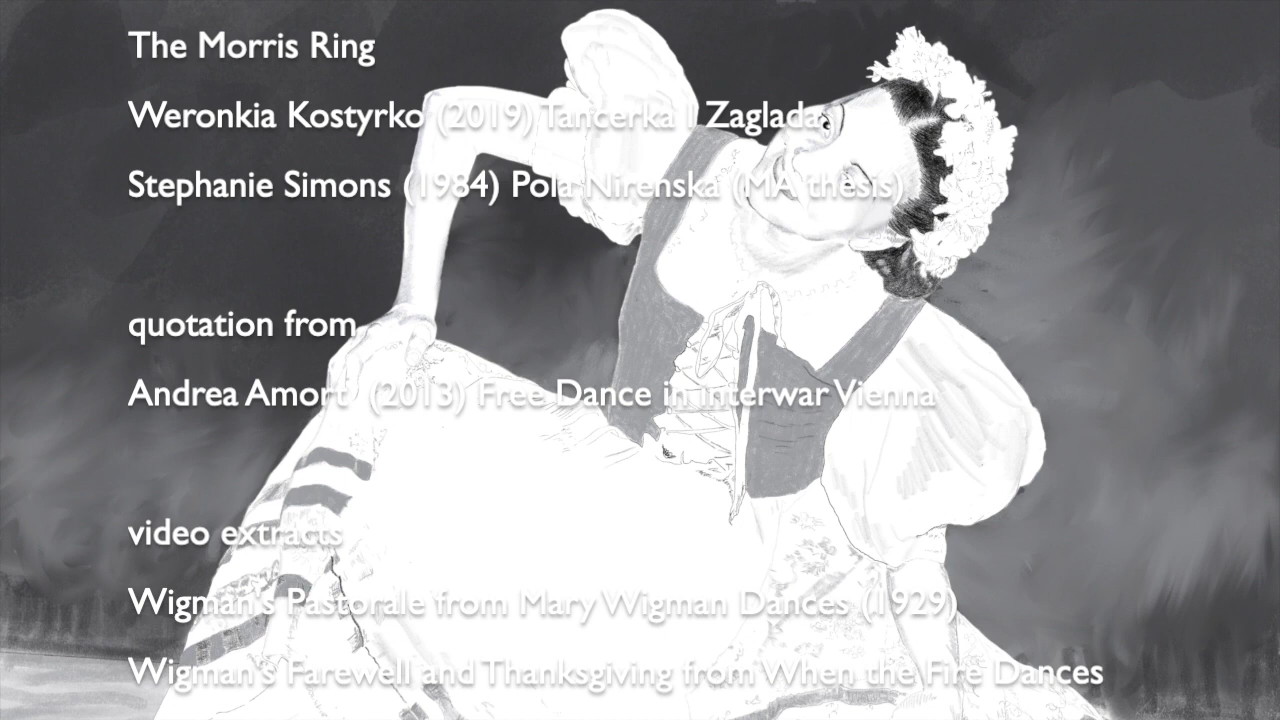 The Morris Ring
Weronkia Kostyrko (2019) Tancerka I Zaglada
Stephanie Simons (1984) Pola Nirenska (MA thesis)
quotation from
Andrea Amort (2013) Free Dance in interwar Vienna
video extracts
Wigman's Pastorale from Mary Wigman Dances (1929)
Wigman's Farewell and Thanksgiving from When the Fire Dances